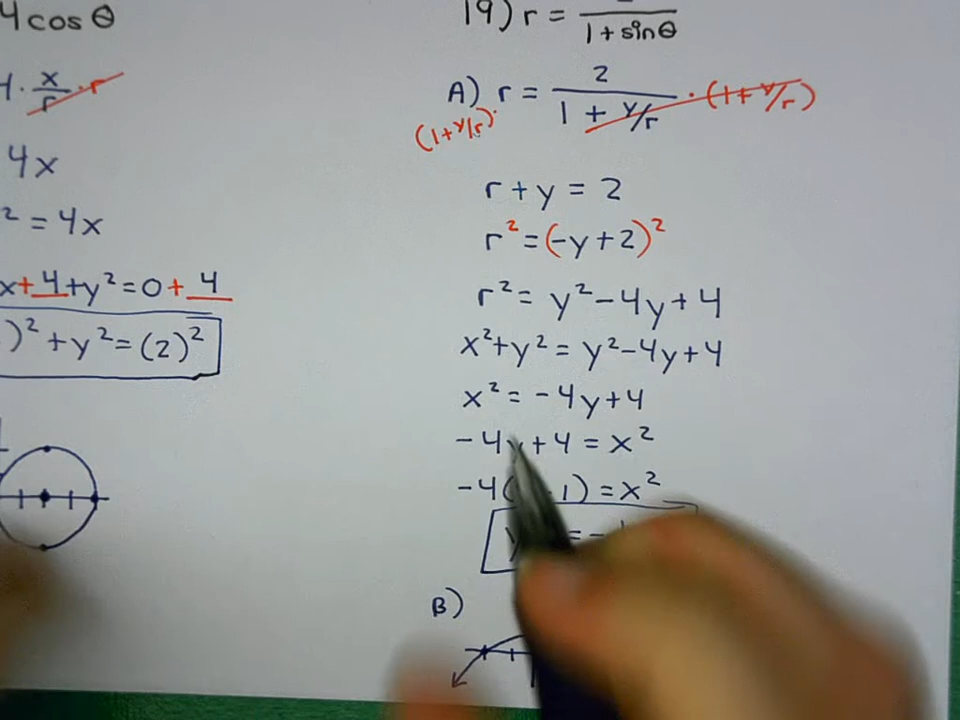 4 cos θ
· x/r · r
4x
² = 4x
x + 4 + y² = 0 + 4
)² + y² = (2)²
19) r = /1 + sin θ
A) r = 2/1 + y/r · (1 + y/r)
(1 + y/r) ·
r + y = 2
r² = (-y + 2)²
r² = y² - 4y + 4
x² + y² = y² - 4y + 4
x² = -4y + 4
-4y + 4 = x²
-4( 1) = x²
y = -
B)